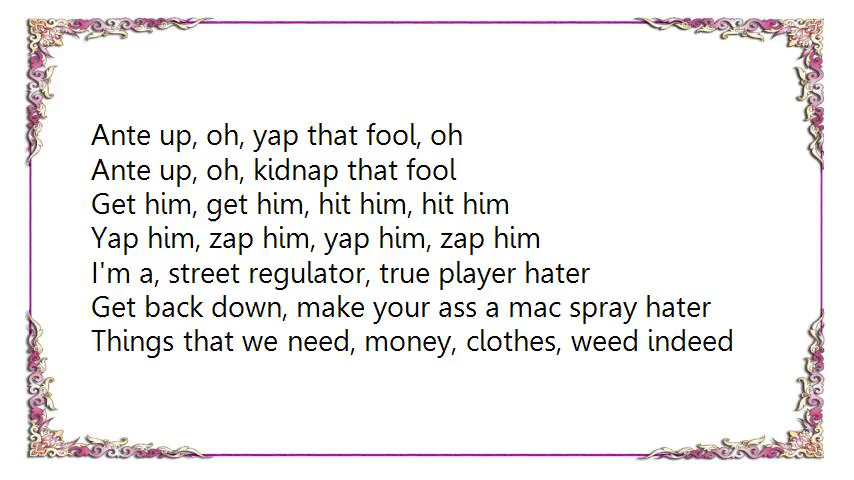 Ante up, oh, yap that fool, oh
Ante up, oh, kidnap that fool
Get him, get him, hit him, hit him
Yap him, zap him, yap him, zap him
I'm a, street regulator, true player hater
Get back down, make your ass a mac spray hater
Things that we need, money, clothes, weed indeed